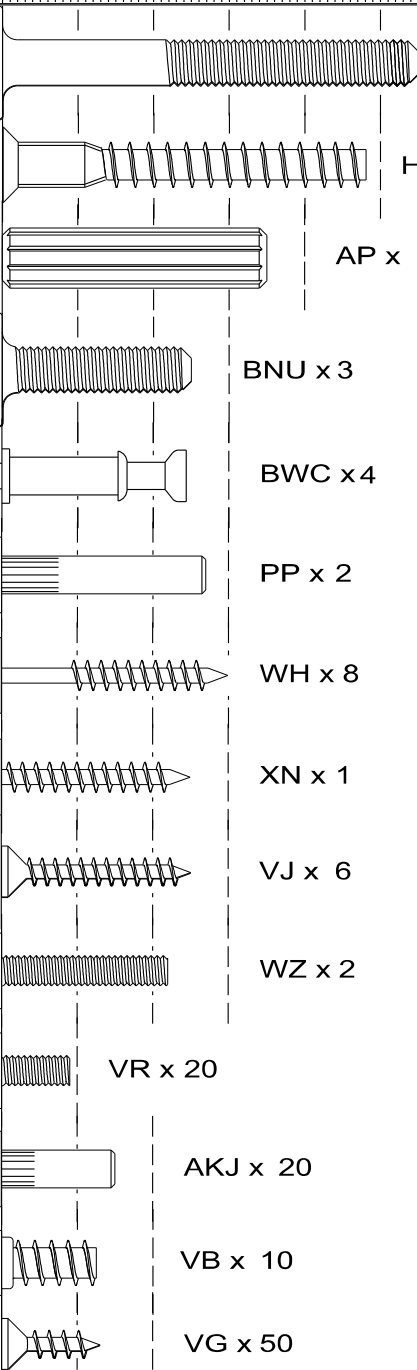 H
AP x
BNU x 3
BWC x 4
PP x 2
WH x 8
XN x 1
VJ x 6
WZ x 2
VR x 20
AKJ x 20
VB x 10
VG x 50